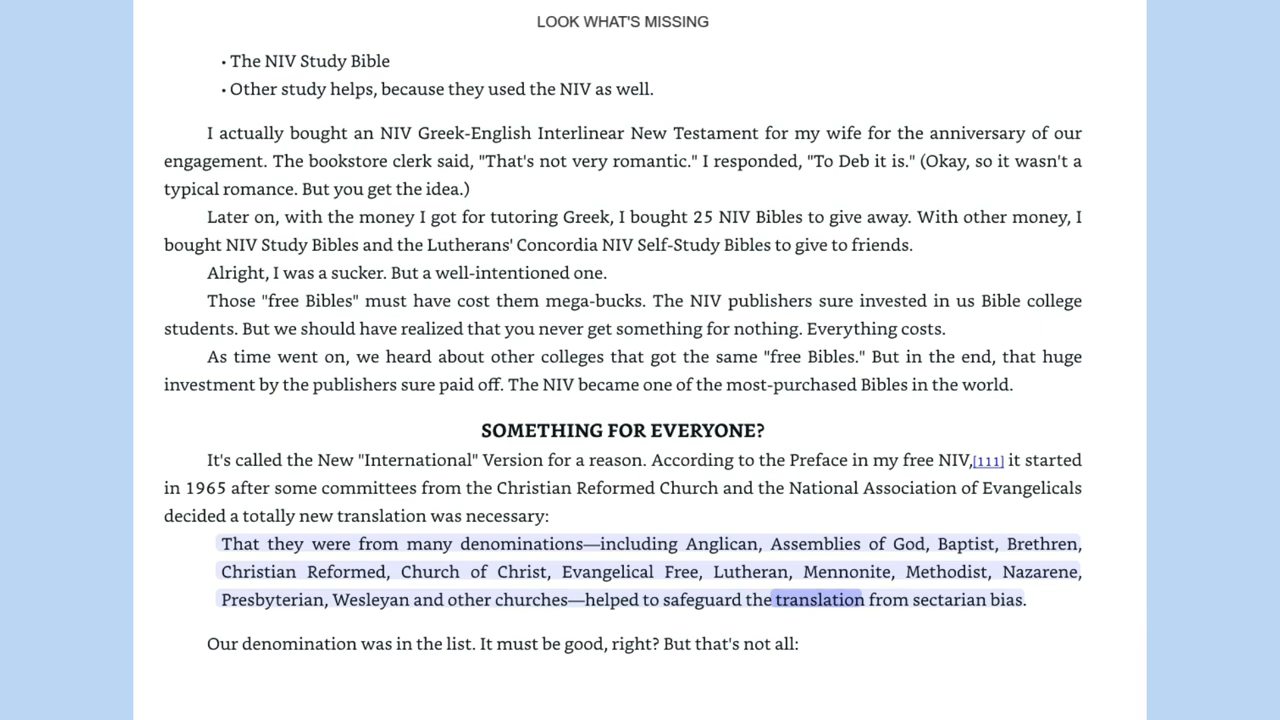 LOOK WHAT'S MISSING
• The NIV Study Bible
• Other study helps, because they used the NIV as well.
I actually bought an NIV Greek-English Interlinear New Testament for my wife for the anniversary of our
engagement. The bookstore clerk said, "That's not very romantic." I responded, "To Deb it is." (Okay, so it wasn't a
typical romance. But you get the idea.)
Later on, with the money I got for tutoring Greek, I bought 25 NIV Bibles to give away. With other money, I
bought NIV Study Bibles and the Lutherans' Concordia NIV Self-Study Bibles to give to friends.
Alright, I was a sucker. But a well-intentioned one.
Those "free Bibles" must have cost them mega-bucks. The NIV publishers sure invested in us Bible college
students. But we should have realized that you never get something for nothing. Everything costs.
As time went on, we heard about other colleges that got the same "free Bibles." But in the end, that huge
investment by the publishers sure paid off. The NIV became one of the most-purchased Bibles in the world.
SOMETHING FOR EVERYONE?
It's called the New "International" Version for a reason. According to the Preface in my free NIV,[111] it started
in 1965 after some committees from the Christian Reformed Church and the National Association of Evangelicals
decided a totally new translation was necessary:
That they were from many denominations—including Anglican, Assemblies of God, Baptist, Brethren,
Christian Reformed, Church of Christ, Evangelical Free, Lutheran, Mennonite, Methodist, Nazarene,
Presbyterian, Wesleyan and other churches—helped to safeguard the translation from sectarian bias.
Our denomination was in the list. It must be good, right? But that's not all: